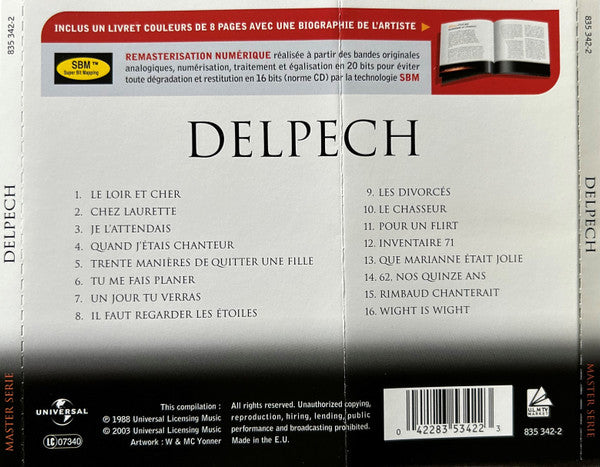 835 342-2
INCLUS UN LIVRET COULEURS DE 8 PAGES AVEC UNE BIOGRAPHIE DE L'ARTISTE
835 342-2
SBM™
Super Bit Mapping
REMASTERISATION NUMÉRIQUE réalisée à partir des bandes originales
analogiques, numérisation, traitement et égalisation en 20 bits pour éviter
toute dégradation et restitution en 16 bits (norme CD) par la technologie SBM
DELPECH
DELPECH
DELPECH
1. LE LOIR ET CHER
2. CHEZ LAURETTE
3. JE L'ATTENDAIS
4. QUAND J'ÉTAIS CHANTEUR
5. TRENTE MANIÈRES DE QUITTER UNE FILLE
6. TU ME FAIS PLANER
7. UN JOUR TU VERRAS
8. IL FAUT REGARDER LES ÉTOILES
9. LES DIVORCÉS
10. LE CHASSEUR
11. POUR UN FLIRT
12. INVENTAIRE 71
13. QUE MARIANNE ÉTAIT JOLIE
14. 62, NOS QUINZE ANS
15. RIMBAUD CHANTERAIT
16. WIGHT IS WIGHT
MASTER SERIE
MASTER SERIE
UNIVERSAL
LC 07340
This compilation :
℗ 1988 Universal Licensing Music
© 2003 Universal Licensing Music
Artwork : W & MC Yonner
All rights reserved. Unauthorized copying,
reproduction, hiring, lending, public
performance and broadcasting prohibited.
Made in the E.U.
0 42283 53422 3
U.L.M TV
MARKET
835 342-2